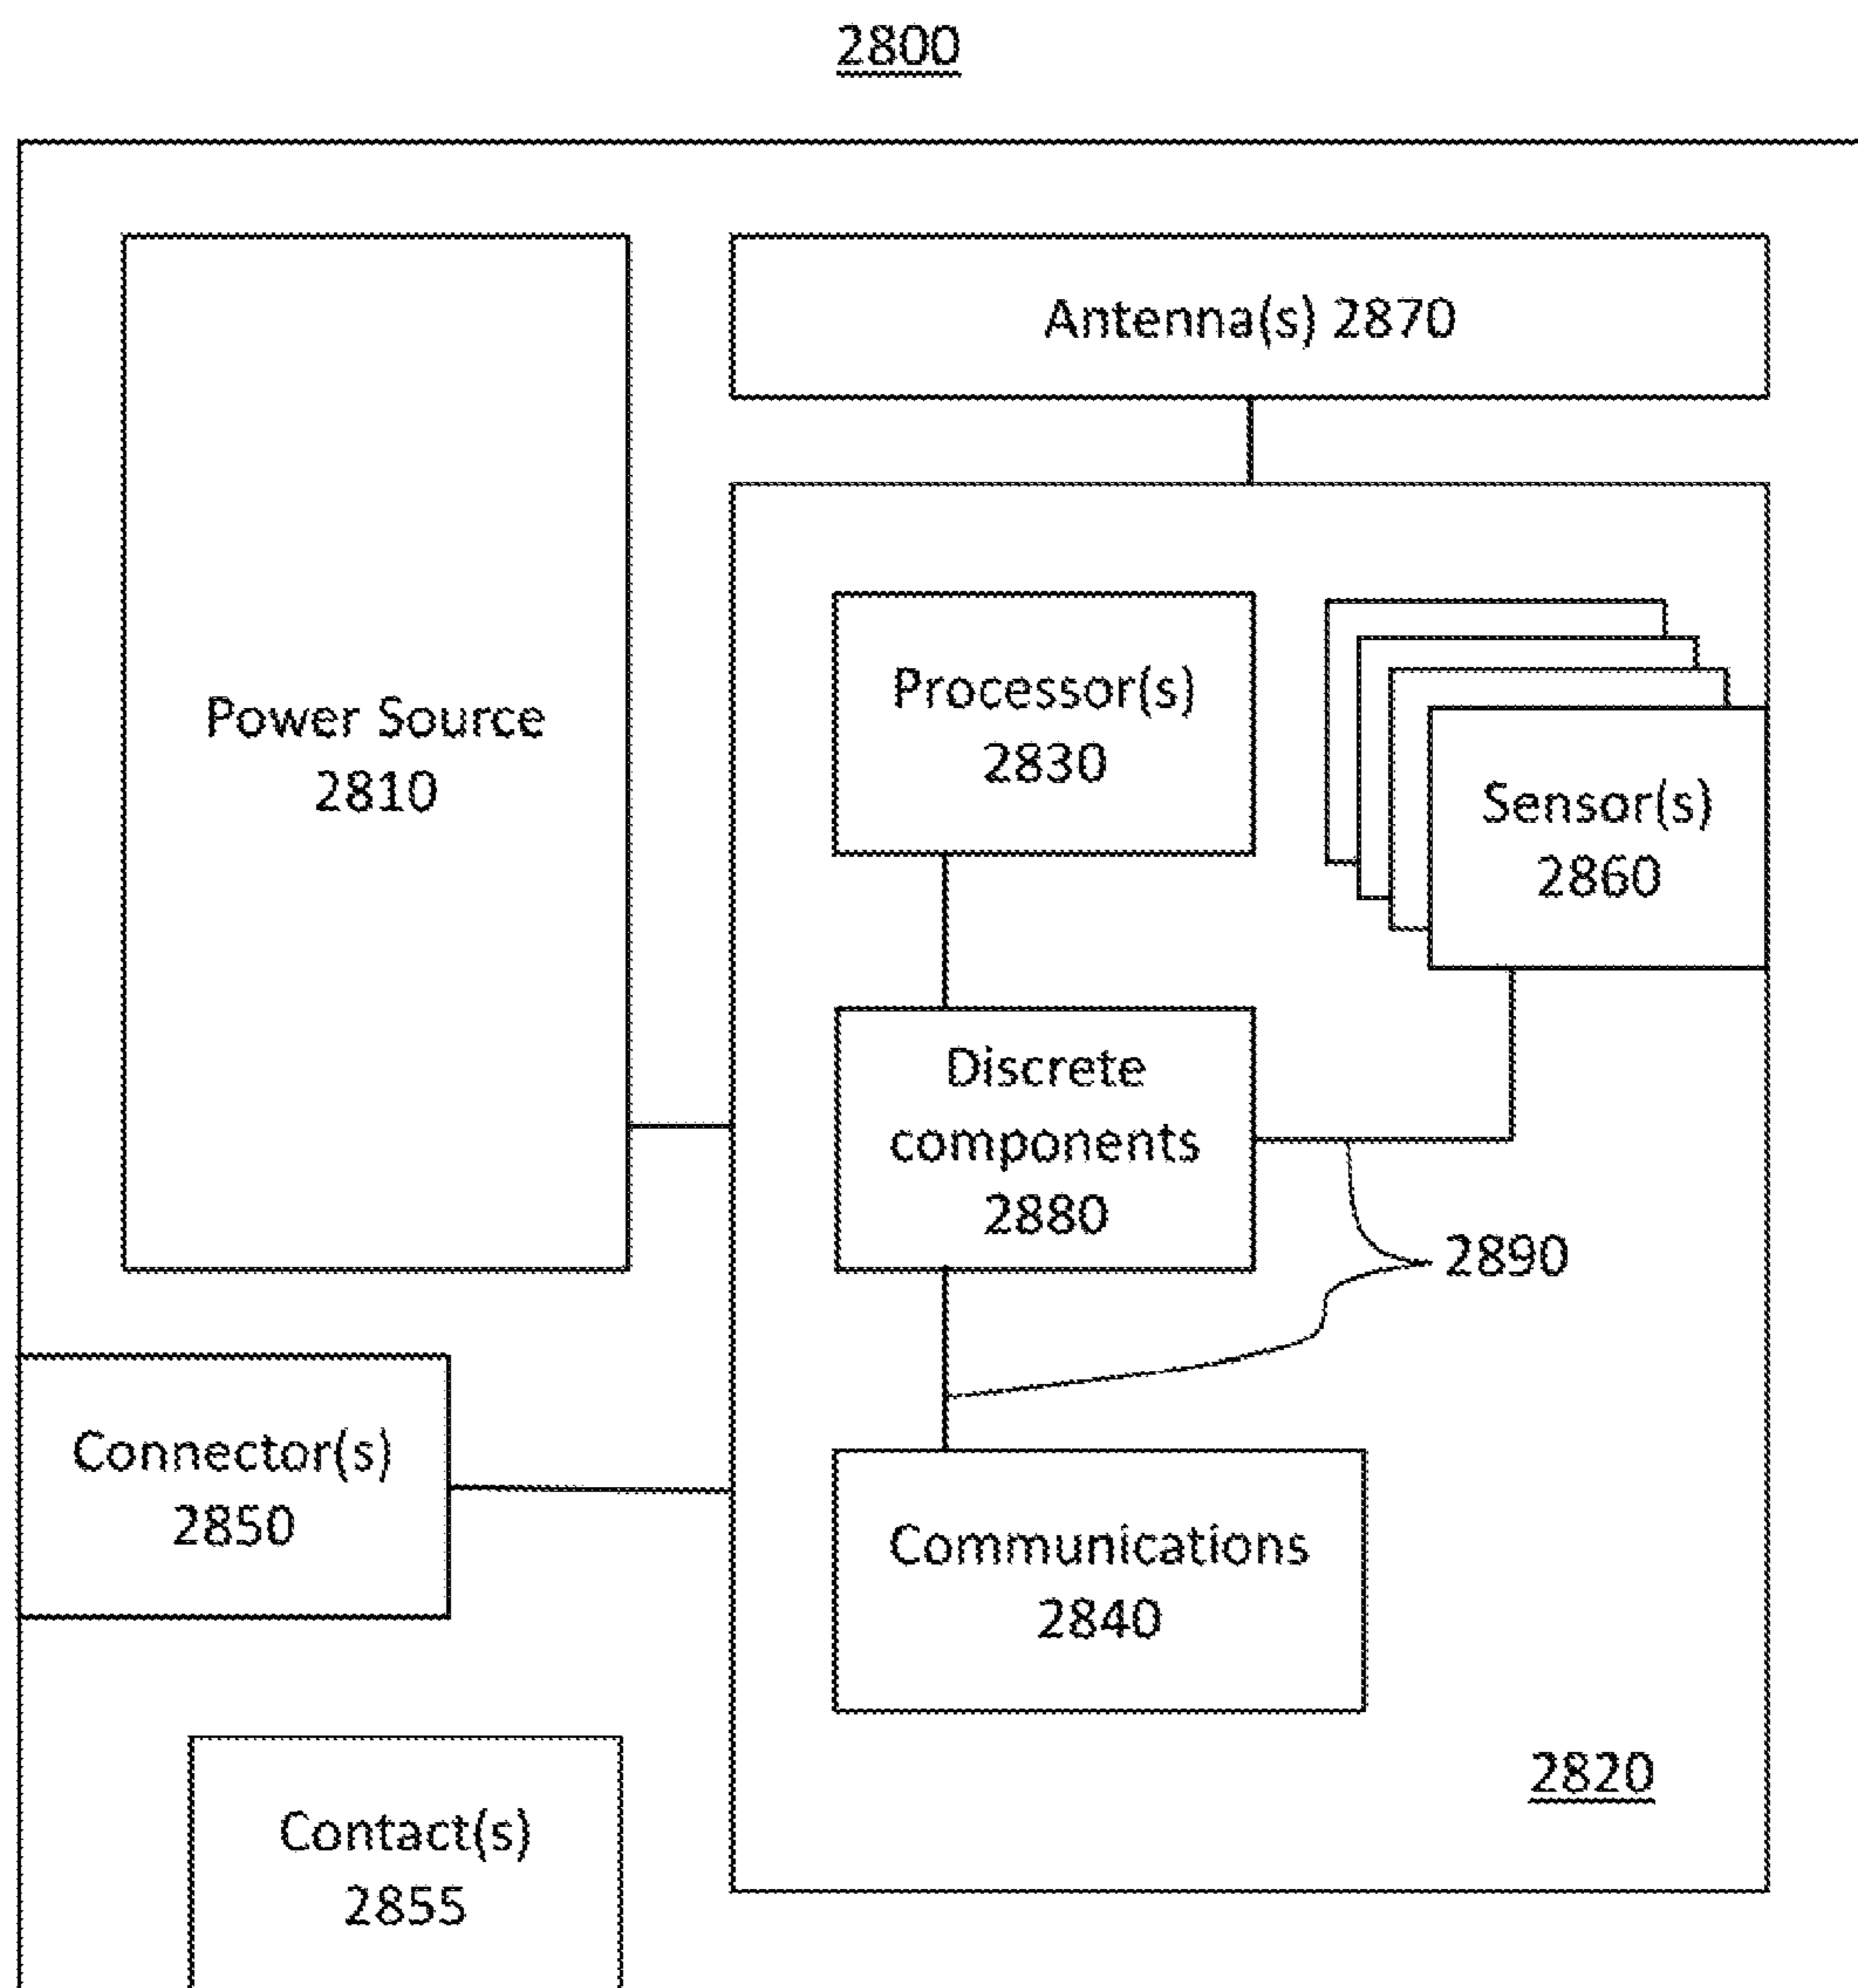 2800
Antenna(s) 2870
Power Source
2810
Processor(s)
2830
Sensor(s)
2860
Discrete
components
2880
2890
Connector(s)
2850
Communications
2840
2820
Contact(s)
2855